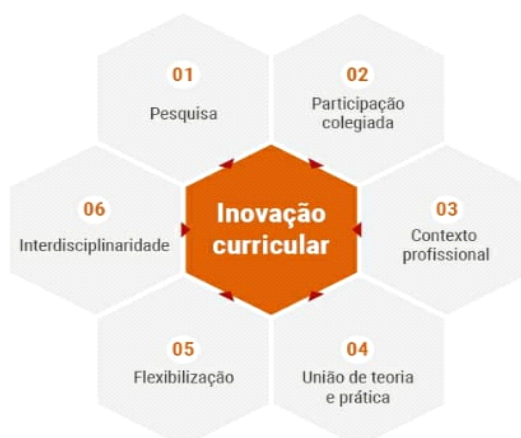 01
Pesquisa
02
Participação
colegiada
Inovação
curricular
03
Contexto
profissional
04
União de teoria
e prática
05
Flexibilização
06
Interdisciplinaridade